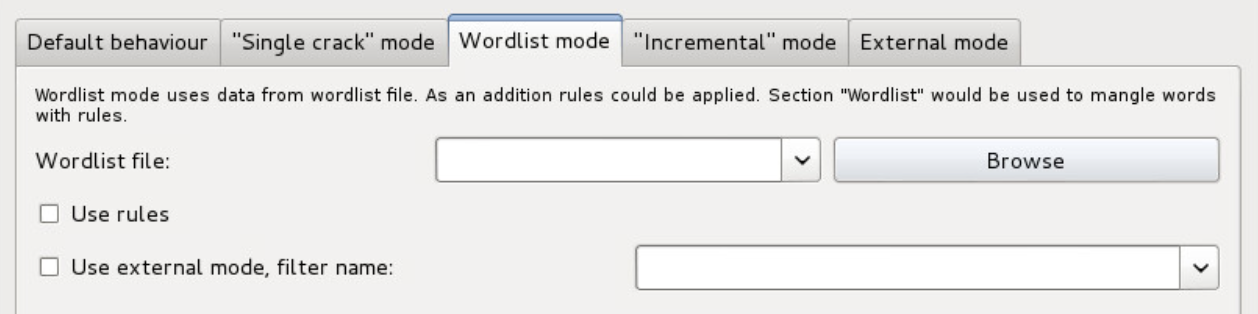 Default behaviour "Single crack" mode Wordlist mode "Incremental" mode External mode
Wordlist mode uses data from wordlist file. As an addition rules could be applied. Section "Wordlist" would be used to mangle words
with rules.
Wordlist file: Browse
Use rules
Use external mode, filter name: